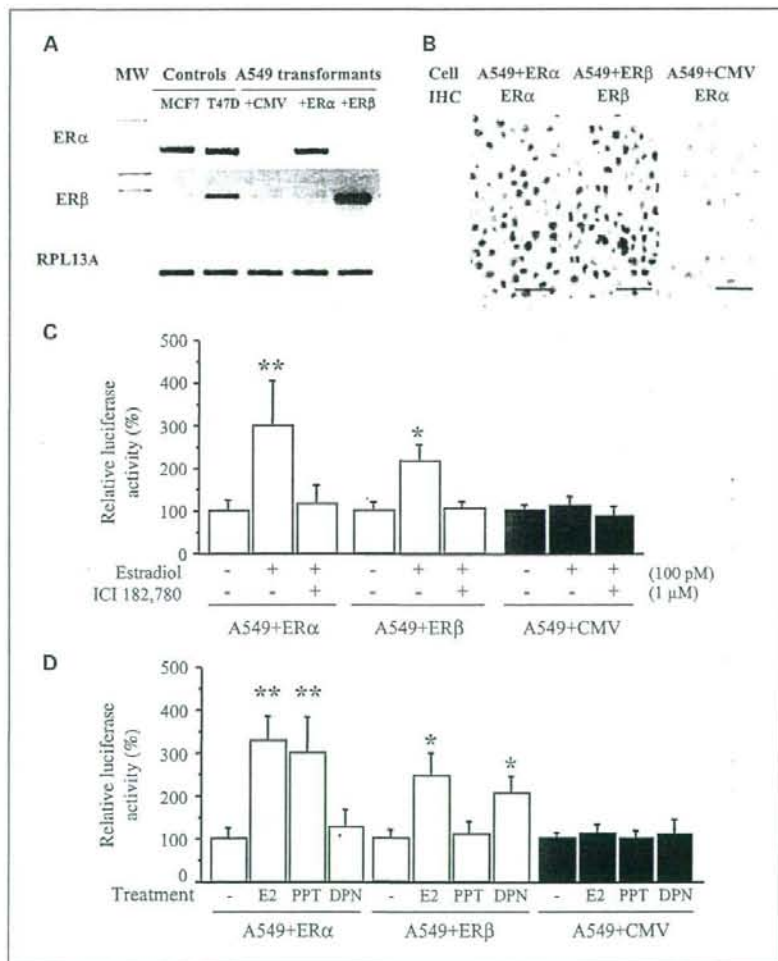 A
MW Controls A549 transformants
MCF7 T47D +CMV +ERα +ERβ
ERα
ERβ
RPL13A
B
Cell A549+ERα A549+ERβ A549+CMV
IHC ERα ERβ ERα
C
Relative luciferase
activity (%)
500
400
300
200
100
0
** *
Estradiol - + + - + + - + + (100 pM)
ICI 182,780 - - + - - + - - + (1 µM)
A549+ERα A549+ERβ A549+CMV
D
Relative luciferase
activity (%)
500
400
300
200
100
0
** ** * *
Treatment - E2 PPT DPN - E2 PPT DPN - E2 PPT DPN
A549+ERα A549+ERβ A549+CMV